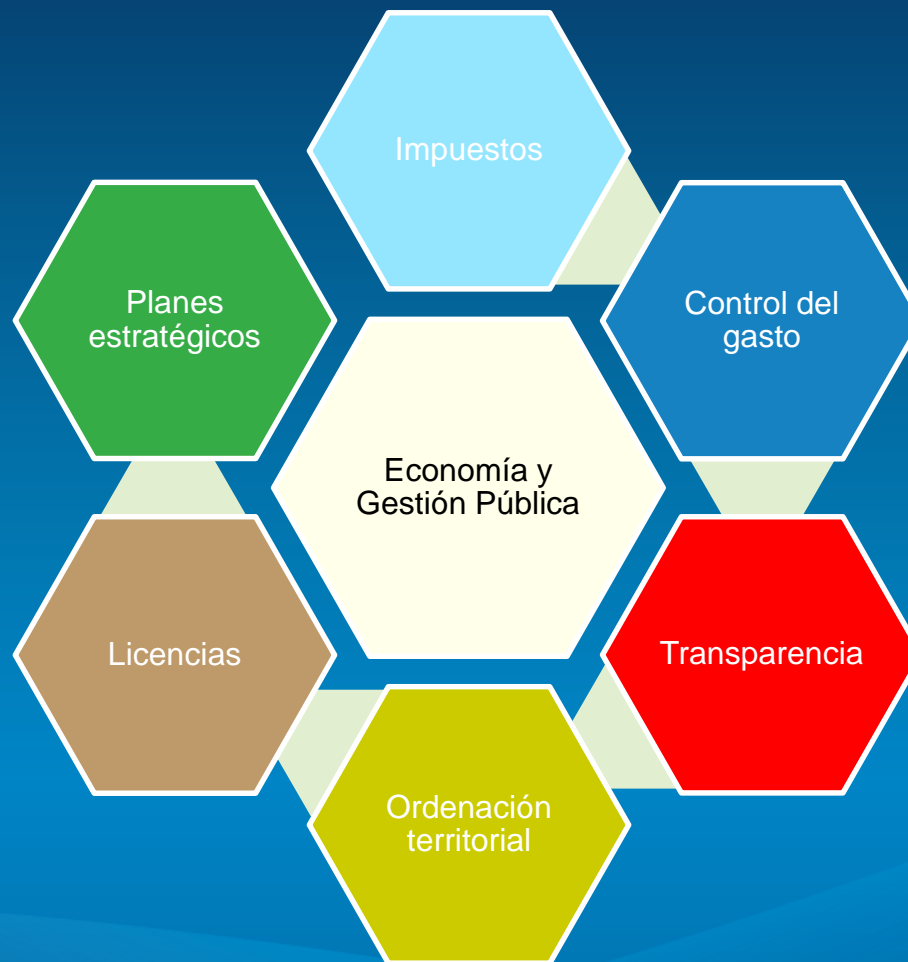 Impuestos
Control del
gasto
Transparencia
Ordenación
territorial
Licencias
Planes
estratégicos
Economía y
Gestión Pública